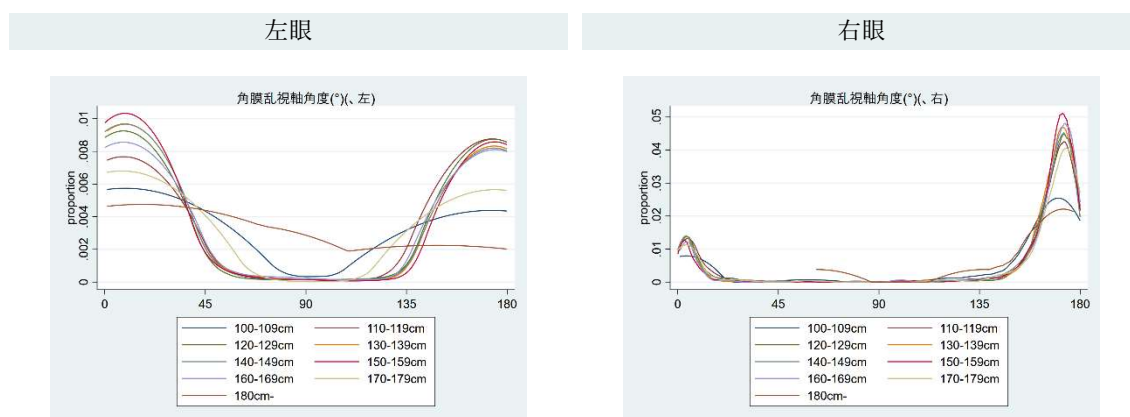 左眼
右眼
角膜乱視軸角度(°)(、左)
proportion
.01
.008
.006
.004
.002
0
0 45 90 135 180
100-109cm 110-119cm
120-129cm 130-139cm
140-149cm 150-159cm
160-169cm 170-179cm
180cm-
角膜乱視軸角度(°)(、右)
proportion
.05
.04
.03
.02
.01
0
0 45 90 135 180
100-109cm 110-119cm
120-129cm 130-139cm
140-149cm 150-159cm
160-169cm 170-179cm
180cm-